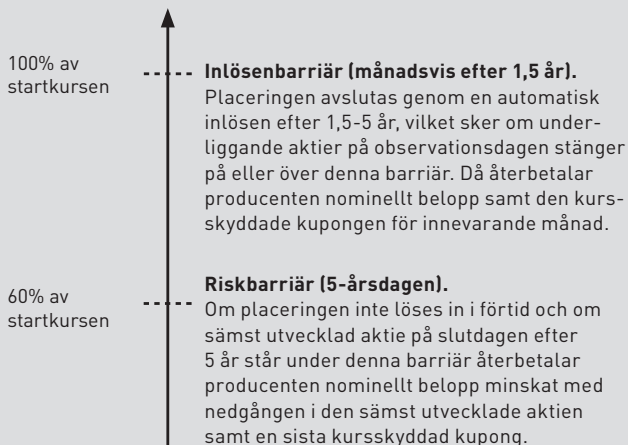 100% av
startkursen
Inlösenbarriär (månadsvis efter 1,5 år).
Placeringen avslutas genom en automatisk
inlösen efter 1,5-5 år, vilket sker om under-
liggande aktier på observationsdagen stänger
på eller över denna barriär. Då återbetalar
producenten nominellt belopp samt den kurs-
skyddade kupongen för innevarande månad.
60% av
startkursen
Riskbarriär (5-årsdagen).
Om placeringen inte löses in i förtid och om
sämst utvecklad aktie på slutdagen efter
5 år står under denna barriär återbetalar
producenten nominellt belopp minskat med
nedgången i den sämst utvecklade aktien
samt en sista kursskyddad kupong.